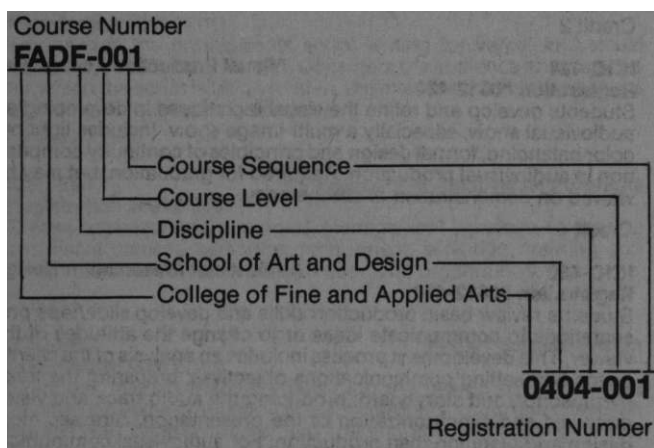 Course Number
FADF-001
Course Sequence
Course Level
Discipline
School of Art and Design
College of Fine and Applied Arts
0404-001
Registration Number